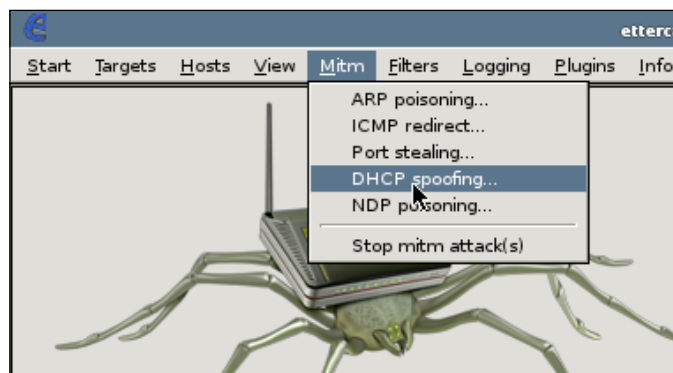 etterc
Start Targets Hosts View Mitm Filters Logging Plugins Info
ARP poisoning...
ICMP redirect...
Port stealing...
DHCP spoofing...
NDP poisoning...
Stop mitm attack(s)